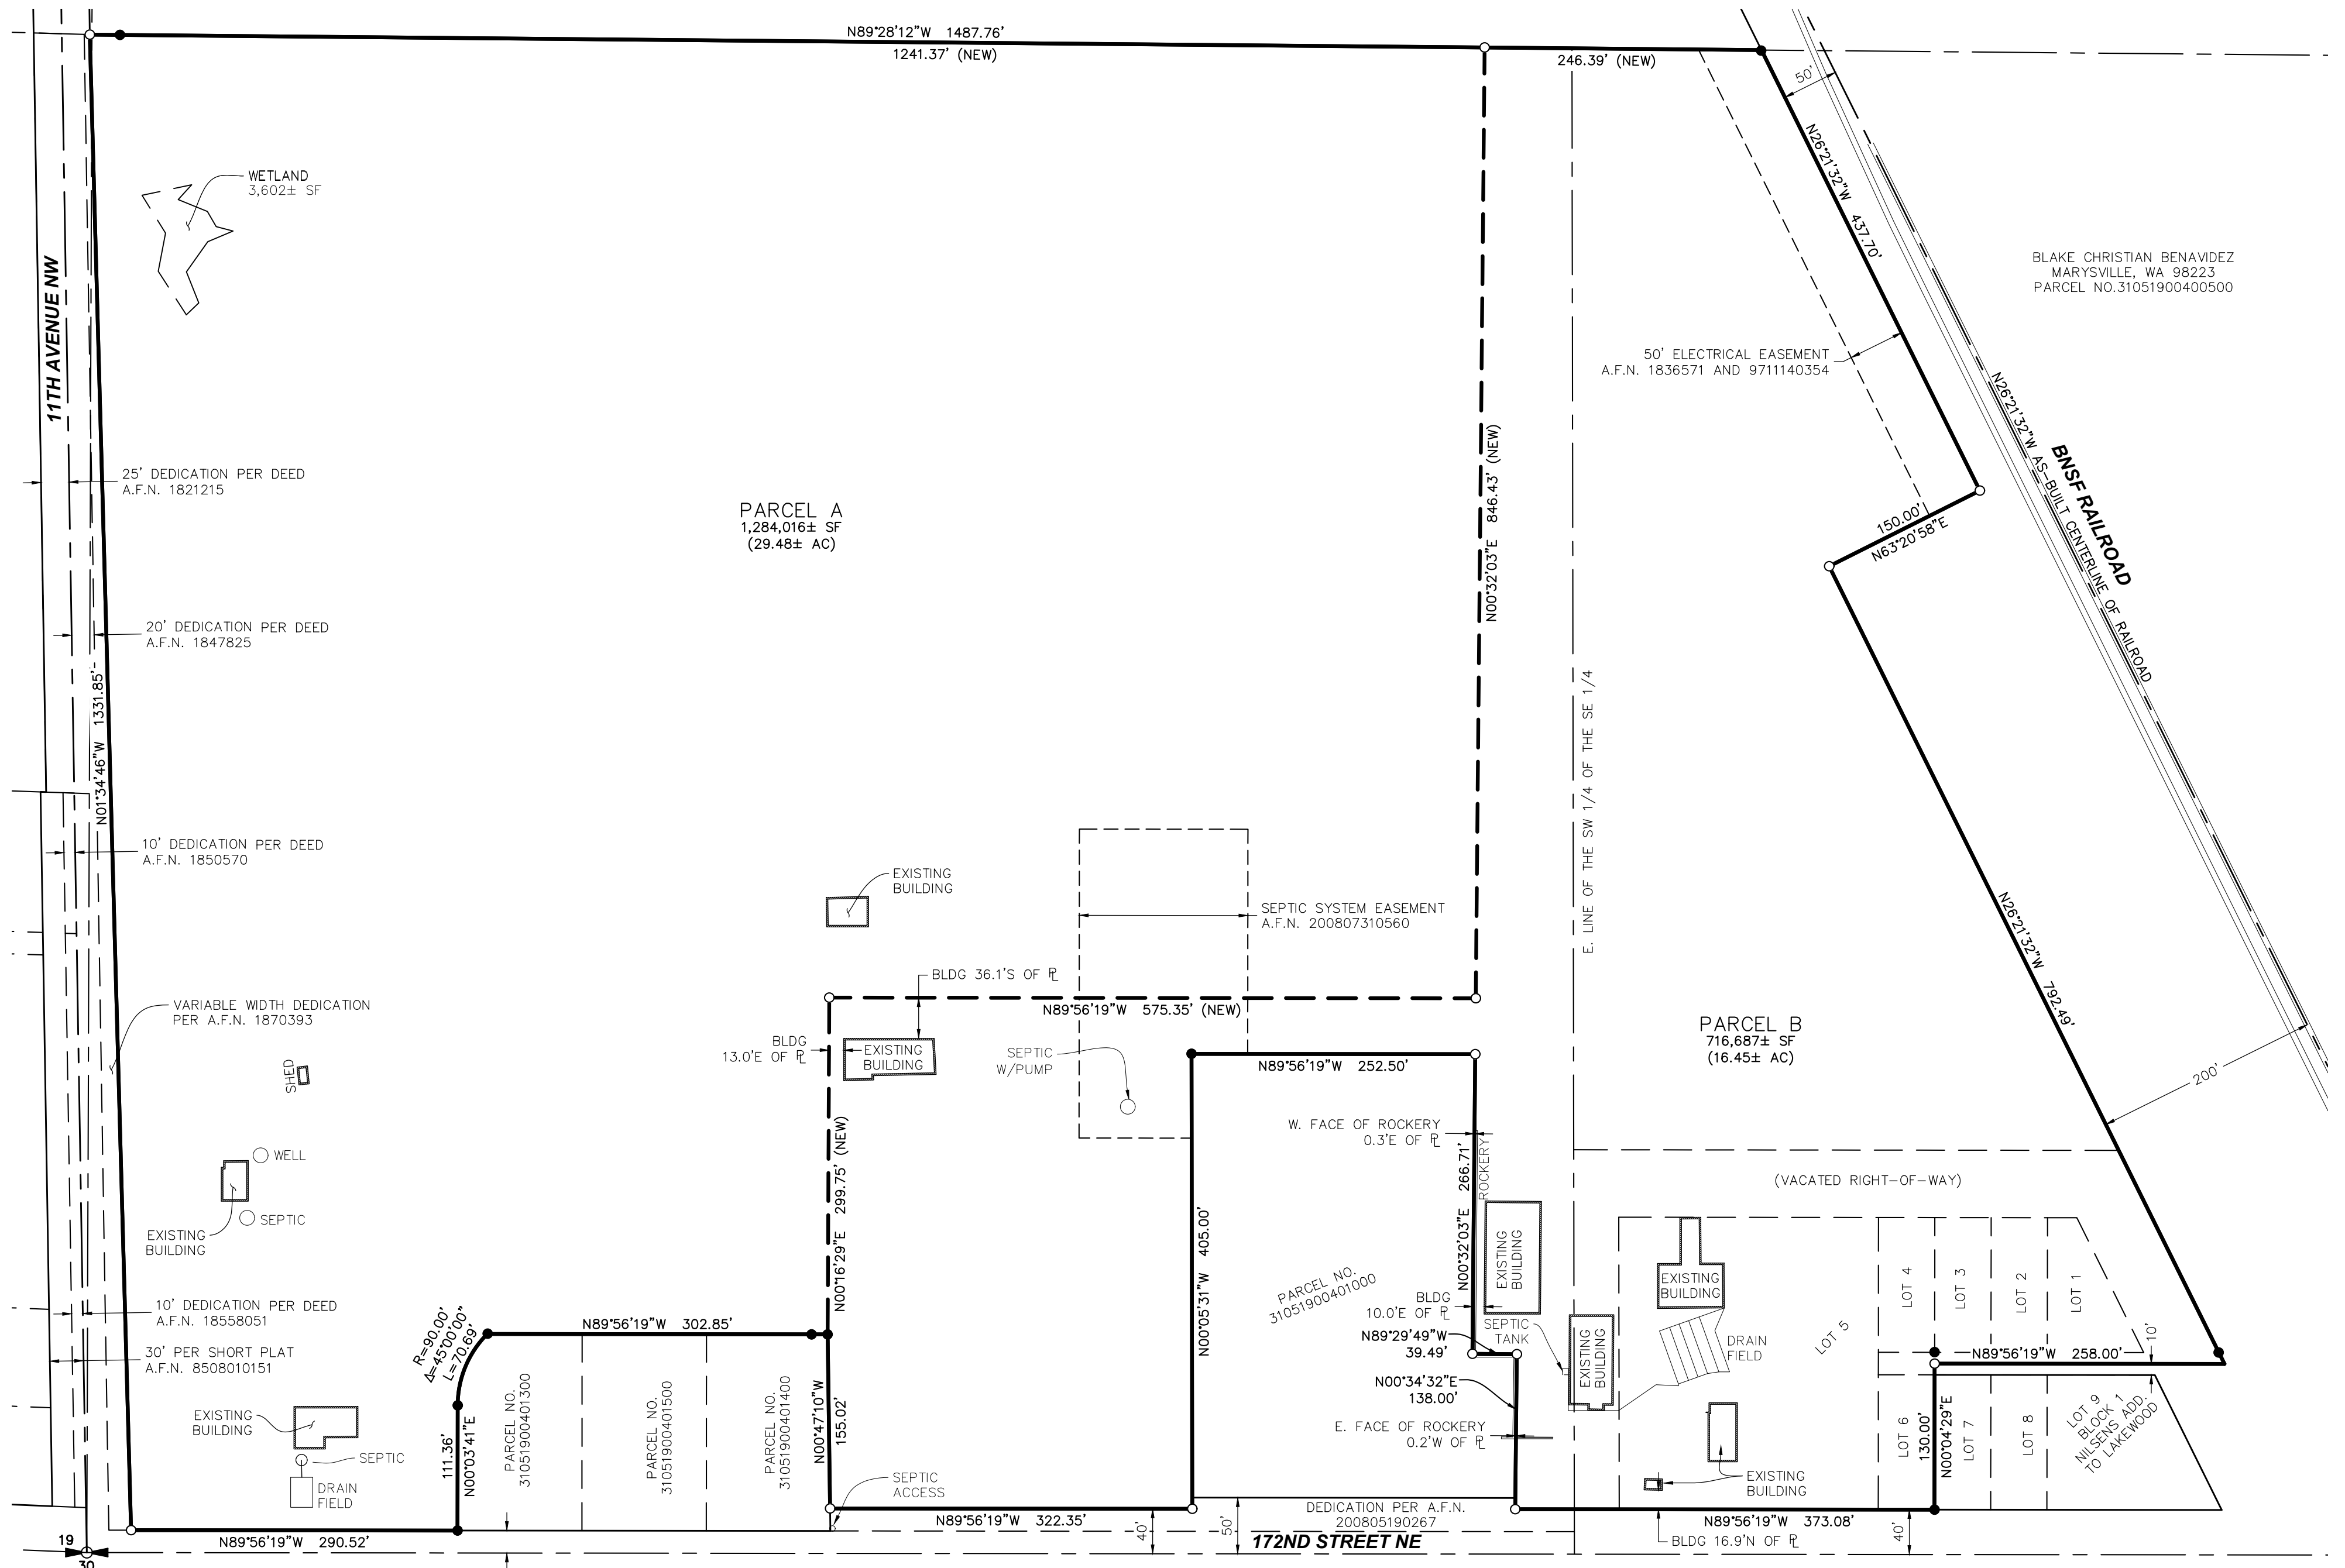 N89°28'12"W 1487.76'
1241.37' (NEW)
246.39' (NEW)
50'
N26°21'32"W 437.70'
WETLAND
3,602± SF
11TH AVENUE NW
BLAKE CHRISTIAN BENAVIDEZ
MARYSVILLE, WA 98223
PARCEL NO.31051900400500
50' ELECTRICAL EASEMENT
A.F.N. 1836571 AND 9711140354
N26°21'32"W AS-BUILT CENTERLINE OF RAILROAD
BNSF RAILROAD
25' DEDICATION PER DEED
A.F.N. 1821215
PARCEL A
1,284,016± SF
(29.48± AC)
N00°32'03"E 846.43' (NEW)
150.00'
N63°20'58"E
20' DEDICATION PER DEED
A.F.N. 1847825
N01°34'46"W 1331.85'
E. LINE OF THE SW 1/4 OF THE SE 1/4
10' DEDICATION PER DEED
A.F.N. 1850570
EXISTING
BUILDING
SEPTIC SYSTEM EASEMENT
A.F.N. 200807310560
N26°21'32"W 792.49'
BLDG 36.1'S OF PL
VARIABLE WIDTH DEDICATION
PER A.F.N. 1870393
N89°56'19"W 575.35' (NEW)
PARCEL B
716,687± SF
(16.45± AC)
BLDG
13.0'E OF PL
EXISTING
BUILDING
SEPTIC
W/PUMP
N89°56'19"W 252.50'
SHED
200'
W. FACE OF ROCKERY
0.3'E OF PL
ROCKERY
WELL
SEPTIC
EXISTING
BUILDING
N00°16'29"E 299.75' (NEW)
N00°05'31"W 405.00'
N00°32'03"E 266.71'
(VACATED RIGHT-OF-WAY)
EXISTING
BUILDING
PARCEL NO.
31051900401000
BLDG
10.0'E OF PL
EXISTING
BUILDING
LOT 4
LOT 3
LOT 2
LOT 1
10' DEDICATION PER DEED
A.F.N. 18558051
R=90.00'
Δ=45°00'00"
L=70.69'
N89°56'19"W 302.85'
N89°29'49"W
39.49'
SEPTIC
TANK
EXISTING
BUILDING
DRAIN
FIELD
LOT 5
N89°56'19"W 258.00'
10'
30' PER SHORT PLAT
A.F.N. 8508010151
N00°34'32"E
138.00'
EXISTING
BUILDING
111.36'
N00°03'41"E
PARCEL NO.
31051900401300
PARCEL NO.
31051900401500
PARCEL NO.
31051900401400
N00°47'10"W
155.02'
E. FACE OF ROCKERY
0.2'W OF PL
LOT 6
130.00'
N00°04'29"E
LOT 7
LOT 8
LOT 9
BLOCK 1
NILSENS ADD.
TO LAKEWOOD
SEPTIC
DRAIN
FIELD
SEPTIC
ACCESS
EXISTING
BUILDING
DEDICATION PER A.F.N.
200805190267
N89°56'19"W 290.52'
N89°56'19"W 322.35'
40'
50'
172ND STREET NE
N89°56'19"W 373.08'
BLDG 16.9'N OF PL
40'
19
30